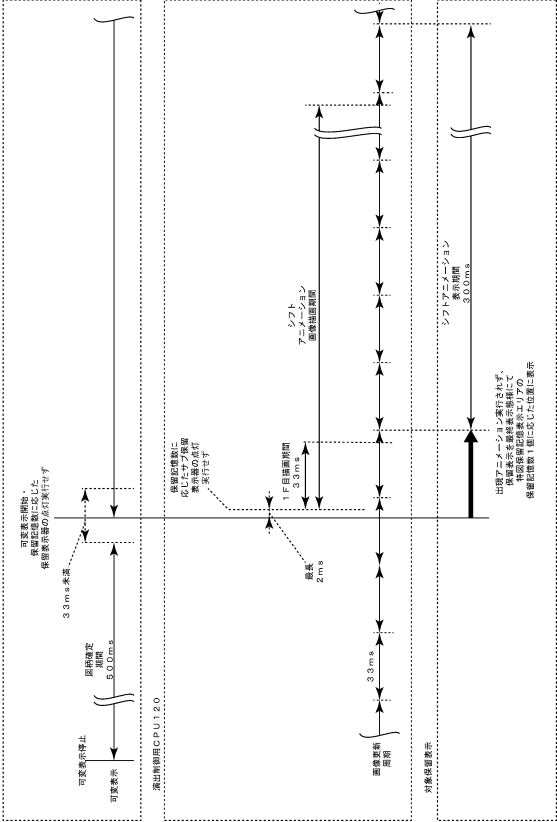 可変表示開始・
保留記憶数に応じた
保留表示器の点灯実行せず
33ms未満
図柄確定
期間
500ms
可変表示停止
可変表示
演出制御用CPU120
保留記憶数に
応じたサブ保留
表示器の点灯
実行せず
最長
2ms
1F目描画期間
33ms
シフト
アニメーション
画像描画期間
33ms
画像更新
周期
対象保留表示
シフトアニメーション
表示期間
300ms
出現アニメーション実行されず、
保留表示を最終表示態様にて
特図保留記憶表示エリアの
保留記憶数1個に応じた位置に表示